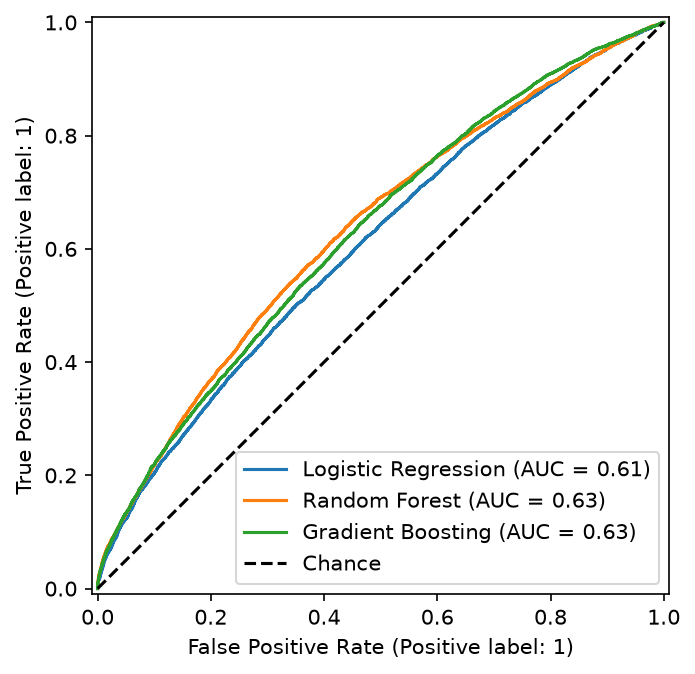 1.0
0.8
0.6
0.4
0.2
0.0
True Positive Rate (Positive label: 1)
Logistic Regression (AUC = 0.61)
Random Forest (AUC = 0.63)
Gradient Boosting (AUC = 0.63)
Chance
0.0 0.2 0.4 0.6 0.8 1.0
False Positive Rate (Positive label: 1)